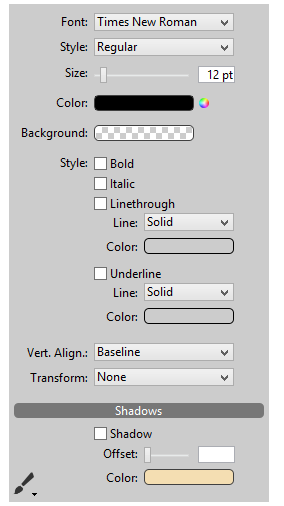 Font: Times New Roman
Style: Regular
Size: 12 pt
Color:
Background:
Style: Bold
Italic
Linethrough
Line: Solid
Color:
Underline
Line: Solid
Color:
Vert. Align.: Baseline
Transform: None
Shadows
Shadow
Offset:
Color: